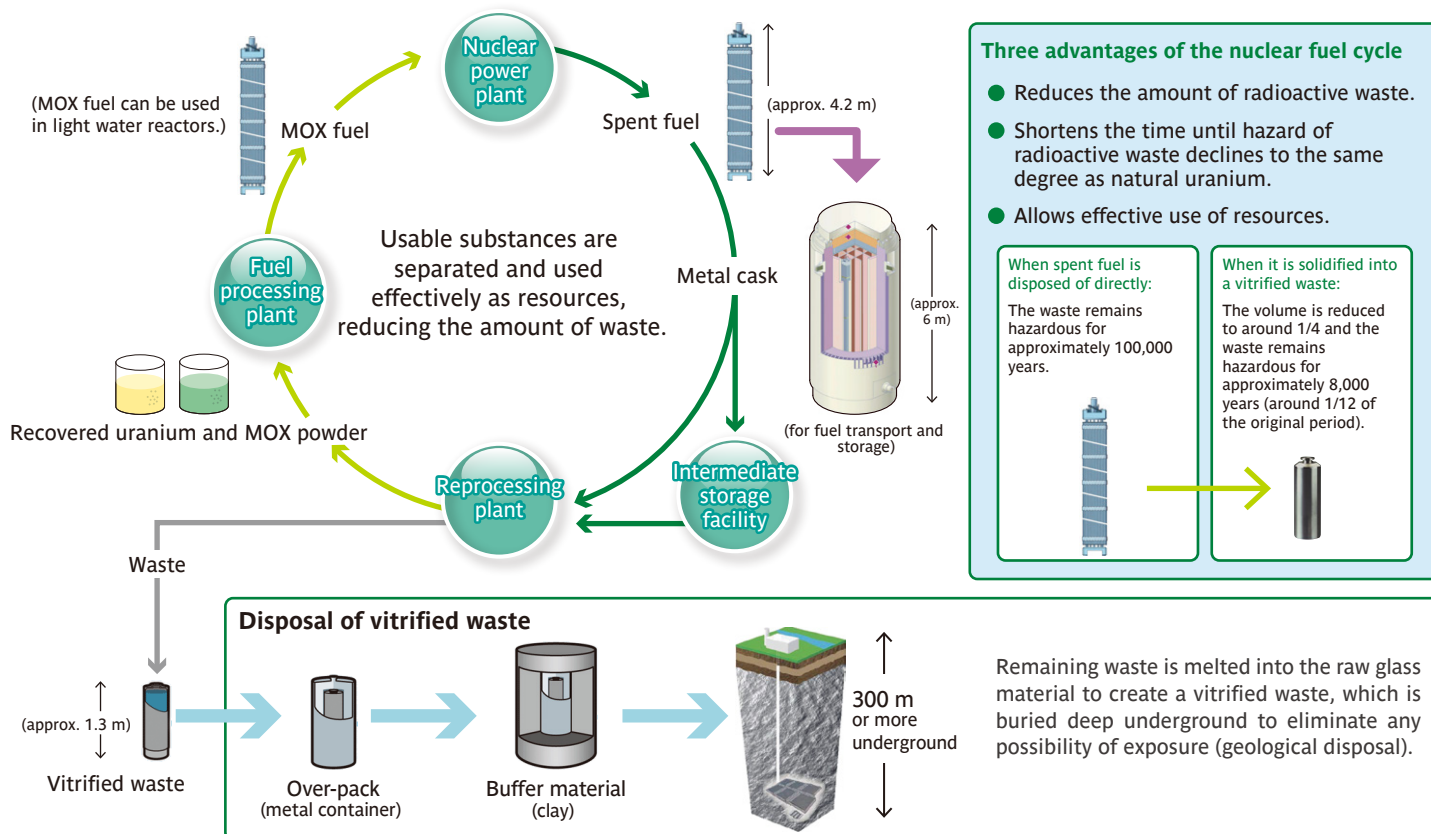 Nuclear
power
plant
(MOX fuel can be used
in light water reactors.)
MOX fuel
Spent fuel
(approx. 4.2 m)
Usable substances are
separated and used
effectively as resources,
reducing the amount of waste.
Fuel
processing
plant
Metal cask
(approx.
6 m)
(for fuel transport and
storage)
Recovered uranium and MOX powder
Reprocessing
plant
Intermediate
storage
facility
Waste
Three advantages of the nuclear fuel cycle
● Reduces the amount of radioactive waste.
● Shortens the time until hazard of
radioactive waste declines to the same
degree as natural uranium.
● Allows effective use of resources.
When spent fuel is
disposed of directly:
The waste remains
hazardous for
approximately 100,000
years.
When it is solidified into
a vitrified waste:
The volume is reduced
to around 1/4 and the
waste remains
hazardous for
approximately 8,000
years (around 1/12 of
the original period).
Disposal of vitrified waste
(approx. 1.3 m)
Vitrified waste
Over-pack
(metal container)
Buffer material
(clay)
300 m
or more
underground
Remaining waste is melted into the raw glass
material to create a vitrified waste, which is
buried deep underground to eliminate any
possibility of exposure (geological disposal).